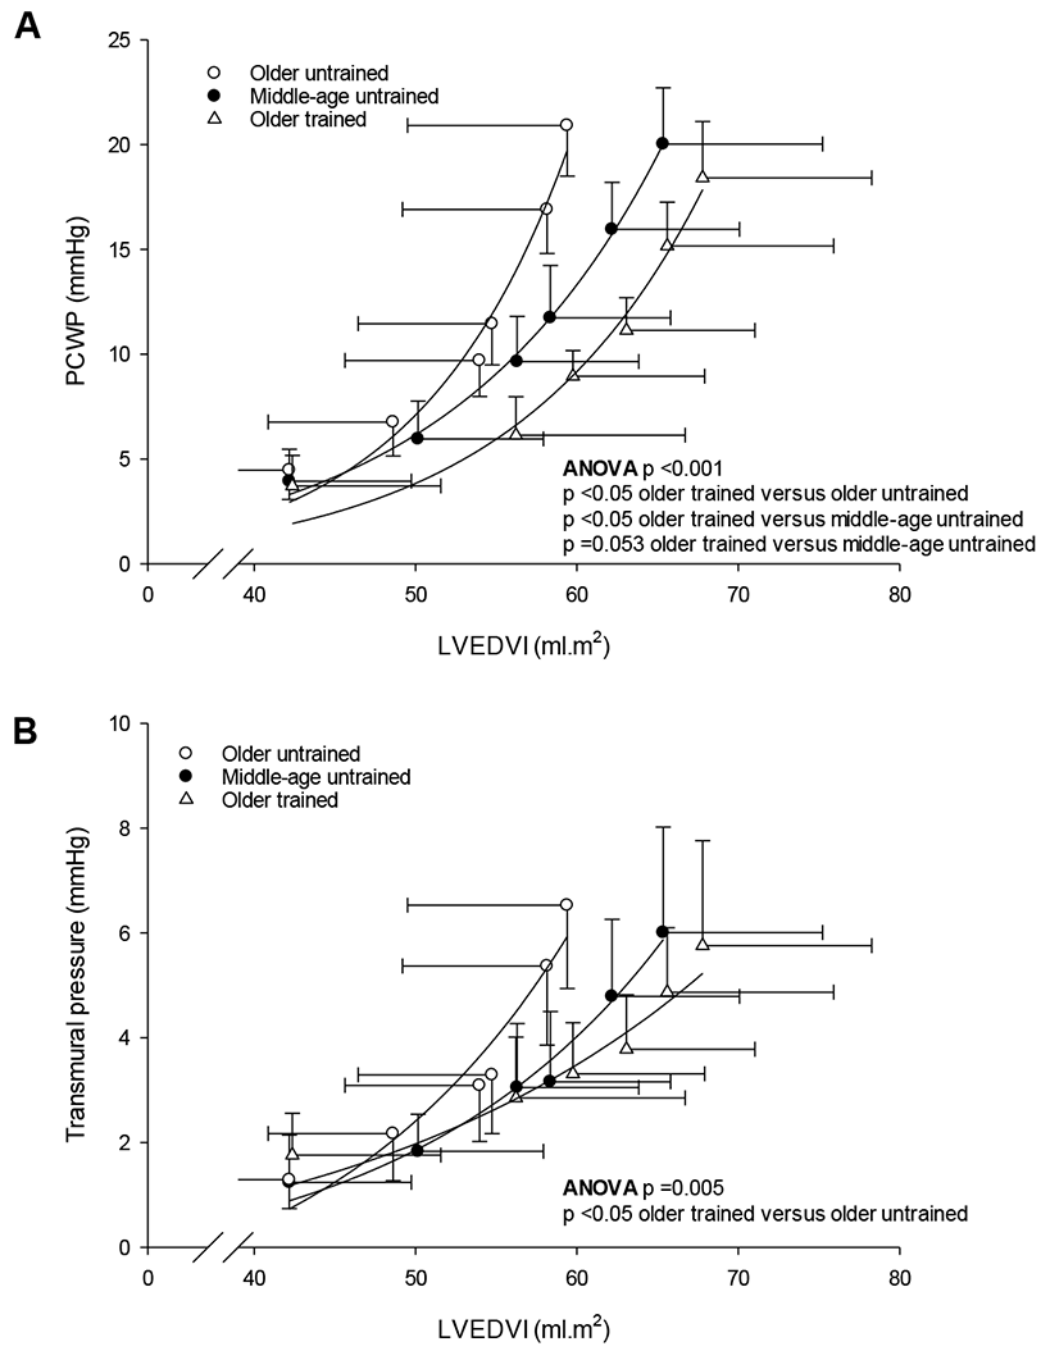 A
25
20
15
10
5
0
PCWP (mmHg)
Older untrained
Middle-age untrained
Older trained
ANOVA p <0.001
p <0.05 older trained versus older untrained
p <0.05 older trained versus middle-age untrained
p =0.053 older trained versus middle-age untrained
0 40 50 60 70 80
LVEDVI (ml.m²)
B
10
8
6
4
2
0
Transmural pressure (mmHg)
Older untrained
Middle-age untrained
Older trained
ANOVA p =0.005
p <0.05 older trained versus older untrained
0 40 50 60 70 80
LVEDVI (ml.m²)